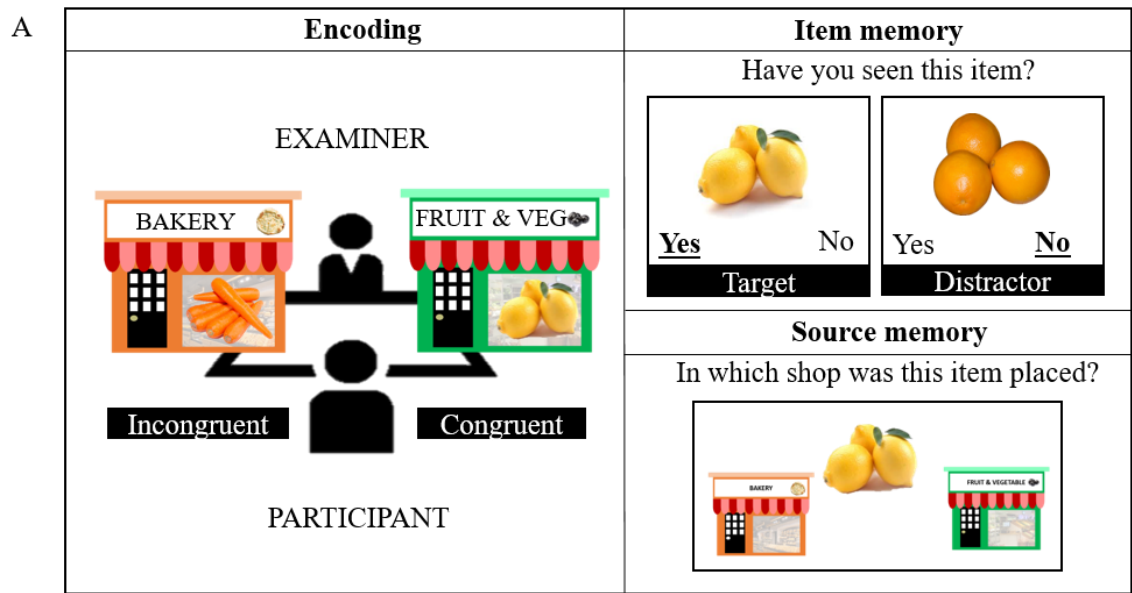 A
Encoding
EXAMINER
BAKERY
FRUIT & VEG
Incongruent
Congruent
PARTICIPANT
Item memory
Have you seen this item?
Yes No
Target
Yes No
Distractor
Source memory
In which shop was this item placed?
BAKERY
FRUIT & VEGETABLE